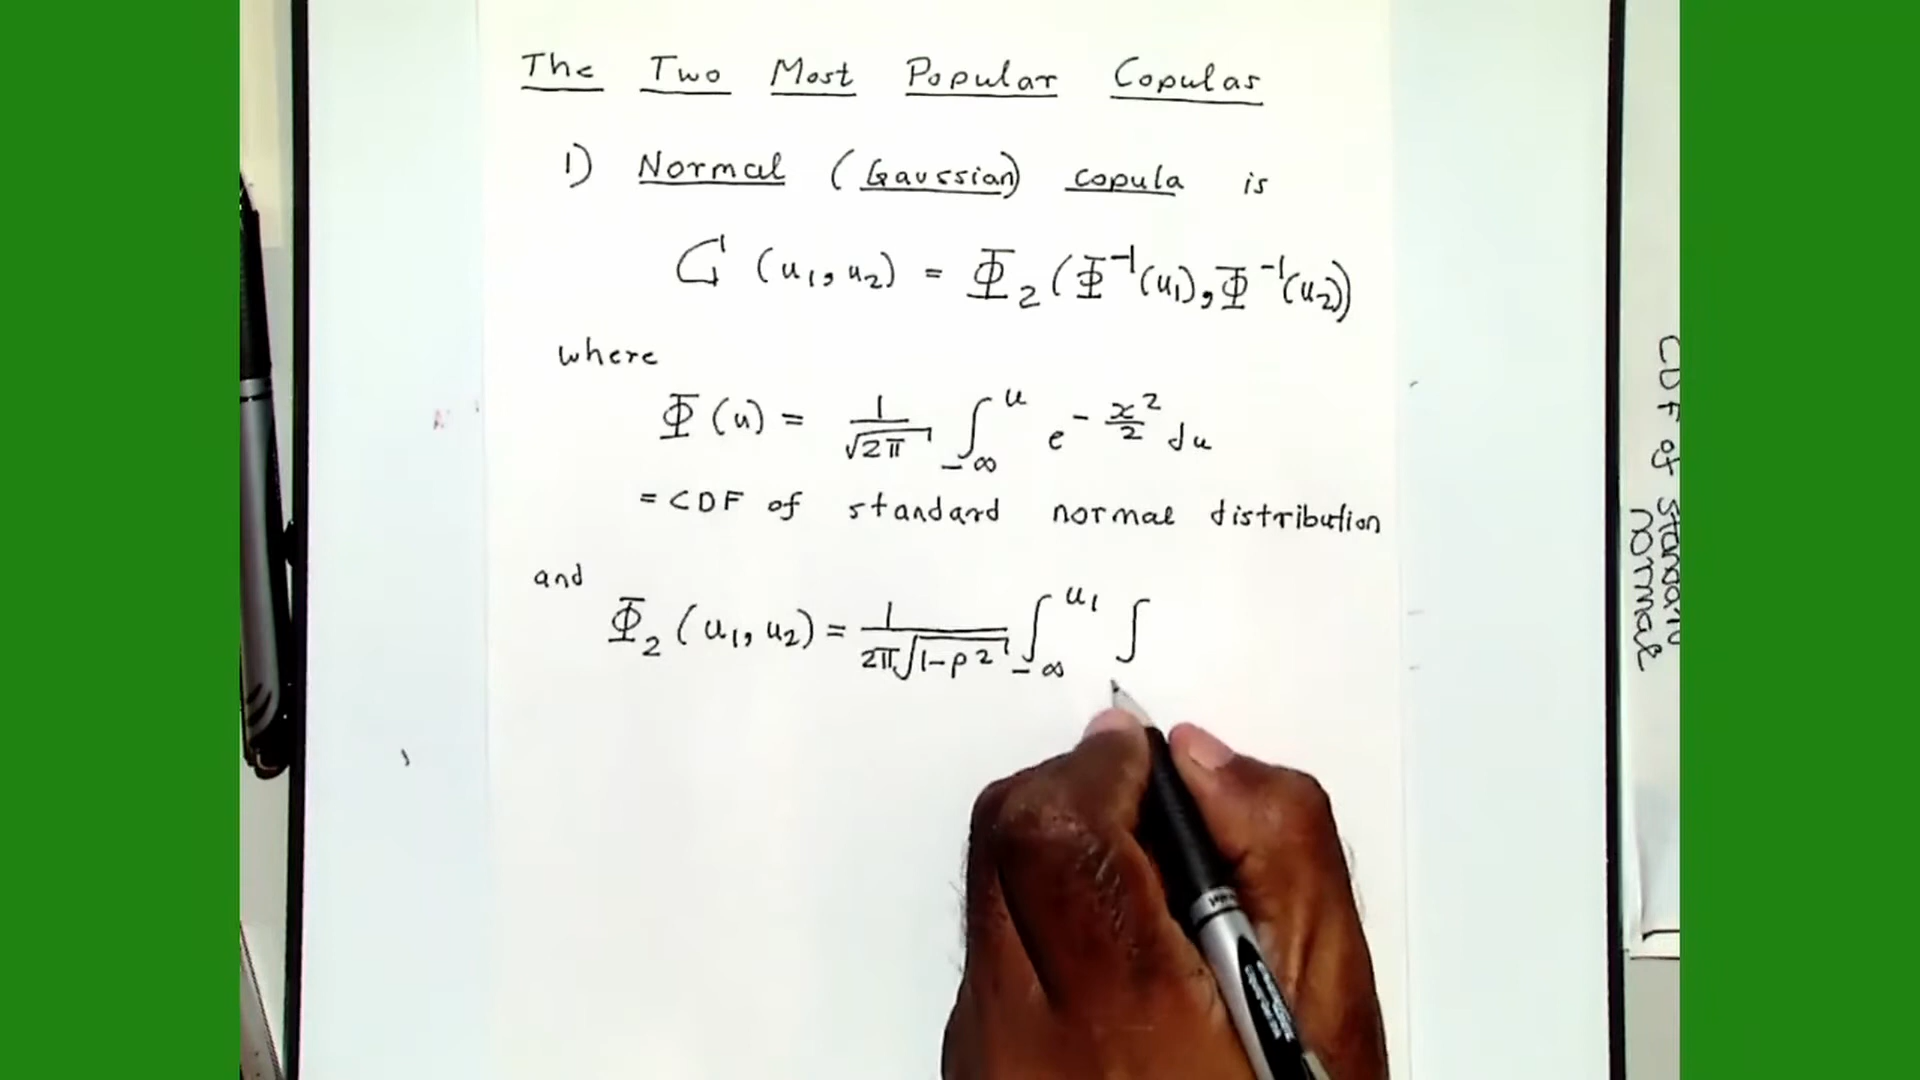 The Two Most Popular Copulas
1) Normal (Gaussian) copula is
C (u₁, u₂) = Φ₂ (Φ⁻¹(u₁), Φ⁻¹(u₂))
where
Φ (u) = 1/√2π ∫_-∞^u e^-x²/2 du
= CDF of standard normal distribution
and
Φ₂ (u₁, u₂) = 1/2π√1-ρ² ∫_-∞^u₁ ∫
CDF of standard
normal